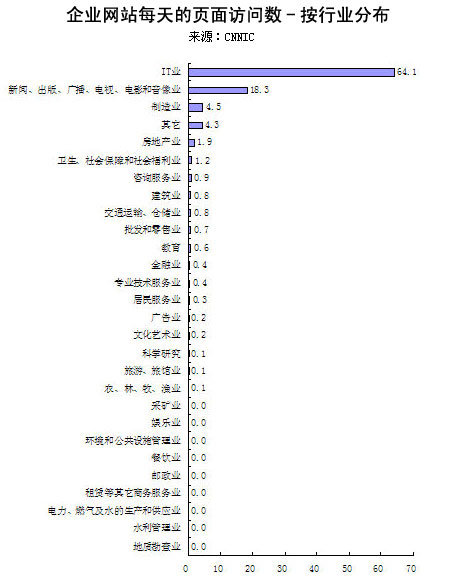 企业网站每天的页面访问数－按行业分布
来源：CNNIC
IT业 64.1
新闻、出版、广播、电视、电影和音像业 18.3
制造业 4.5
其它 4.3
房地产业 1.9
卫生、社会保障和社会福利业 1.2
咨询服务业 0.9
建筑业 0.8
交通运输、仓储业 0.8
批发和零售业 0.7
教育 0.6
金融业 0.4
专业技术服务业 0.4
居民服务业 0.3
广告业 0.2
文化艺术业 0.2
科学研究 0.1
旅游、旅馆业 0.1
农、林、牧、渔业 0.1
采矿业 0.0
娱乐业 0.0
环境和公共设施管理业 0.0
餐饮业 0.0
邮政业 0.0
租赁等其它商务服务业 0.0
电力、燃气及水的生产和供应业 0.0
水利管理业 0.0
地质勘查业 0.0
0 10 20 30 40 50 60 70